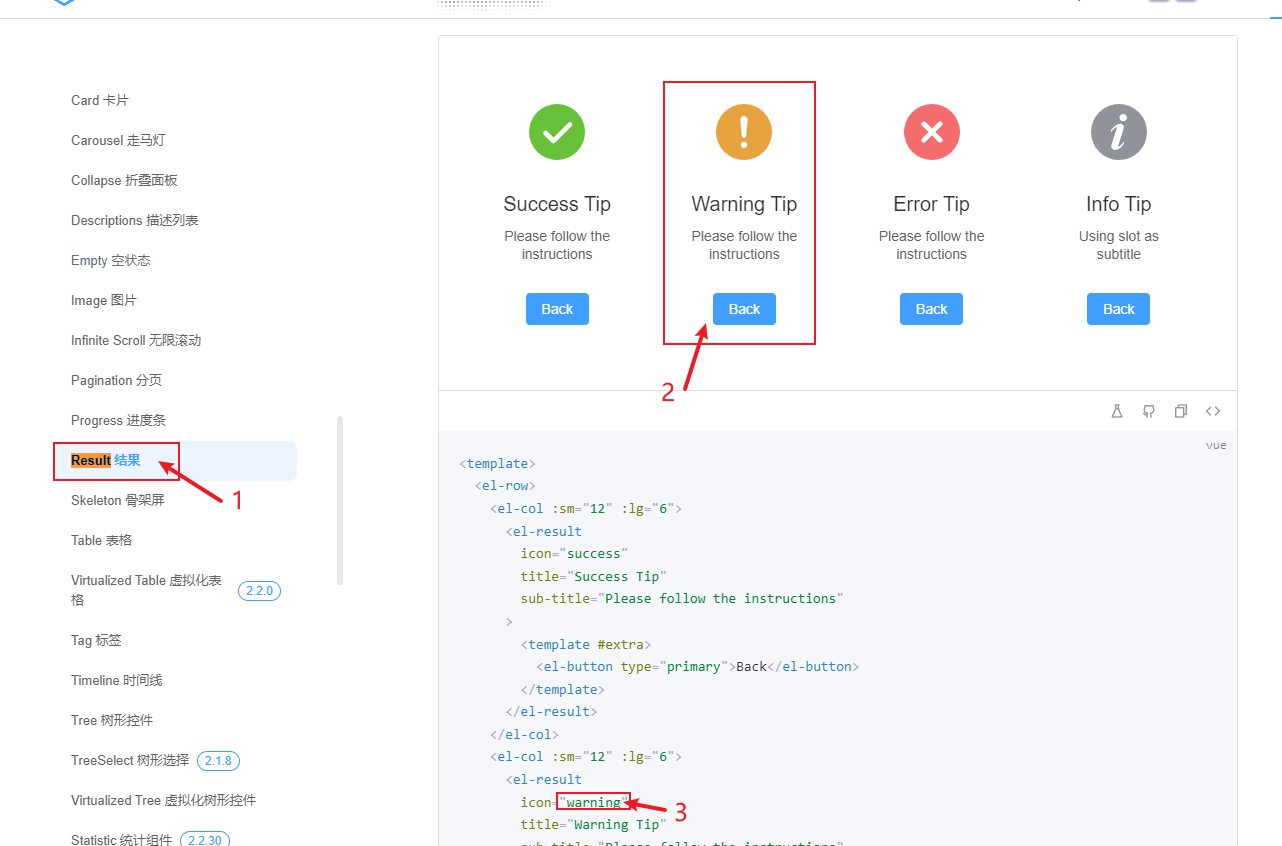 Card 卡片
Carousel 走马灯
Collapse 折叠面板
Descriptions 描述列表
Empty 空状态
Image 图片
Infinite Scroll 无限滚动
Pagination 分页
Progress 进度条
Result 结果
1
Skeleton 骨架屏
Table 表格
Virtualized Table 虚拟化表
格
2.2.0
Tag 标签
Timeline 时间线
Tree 树形控件
TreeSelect 树形选择 2.1.8
Virtualized Tree 虚拟化树形控件
Statistic 统计组件 2.2.30
Success Tip
Please follow the
instructions
Back
Warning Tip
Please follow the
instructions
Back
2
Error Tip
Please follow the
instructions
Back
Info Tip
Using slot as
subtitle
Back
vue
<template>
<el-row>
<el-col :sm="12" :lg="6">
<el-result
icon="success"
title="Success Tip"
sub-title="Please follow the instructions"
>
<template #extra>
<el-button type="primary">Back</el-button>
</template>
</el-result>
</el-col>
<el-col :sm="12" :lg="6">
<el-result
icon="warning"
3
title="Warning Tip"
sub-title="Please follow the instructions"